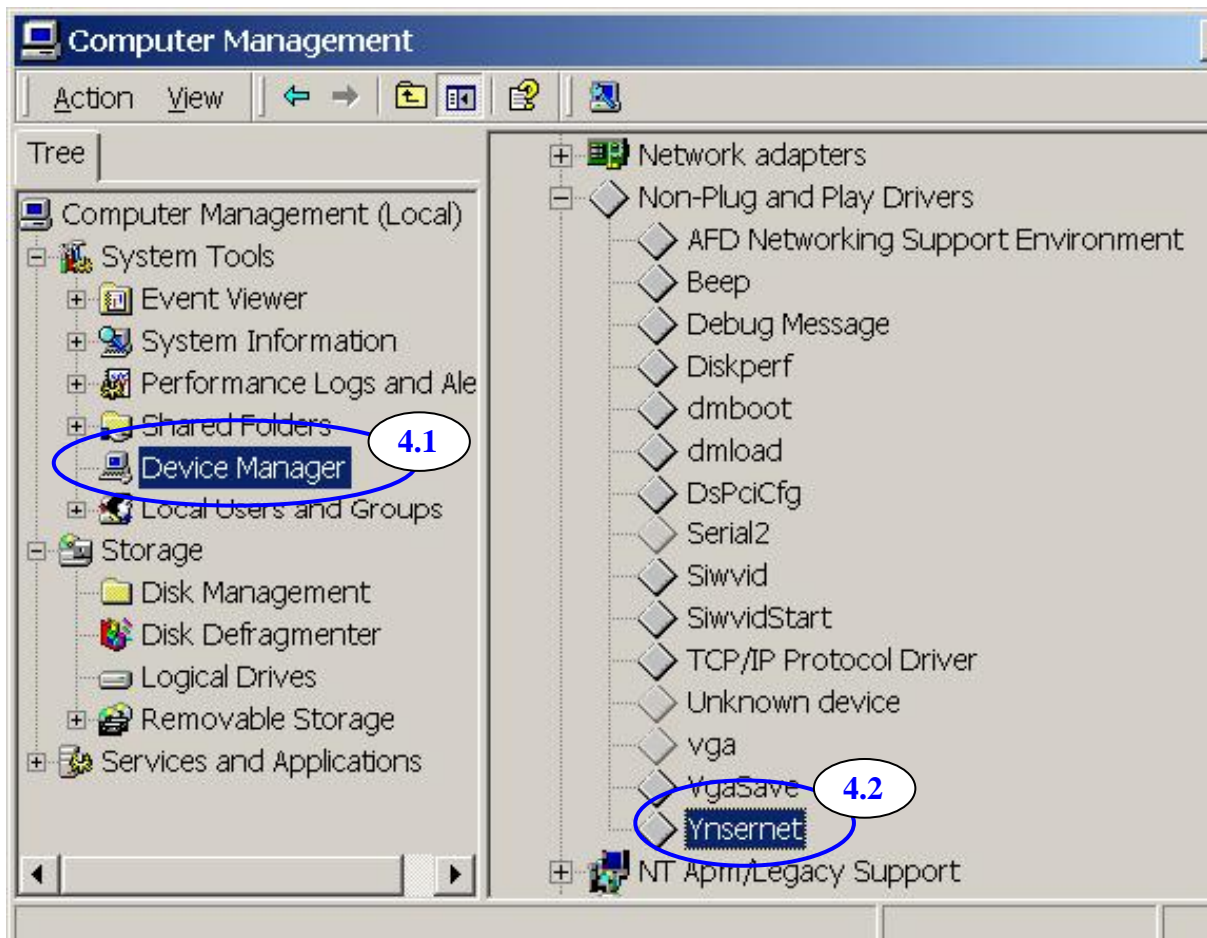 Computer Management
Action View
Tree
Computer Management (Local)
System Tools
Event Viewer
System Information
Performance Logs and Ale
Shared Folders
4.1
Device Manager
Local Users and Groups
Storage
Disk Management
Disk Defragmenter
Logical Drives
Removable Storage
Services and Applications
Network adapters
Non-Plug and Play Drivers
AFD Networking Support Environment
Beep
Debug Message
Diskperf
dmboot
dmload
DsPciCfg
Serial2
Siwvid
SiwvidStart
TCP/IP Protocol Driver
Unknown device
vga
VgaSave
4.2
Ynsernet
NT Apm/Legacy Support